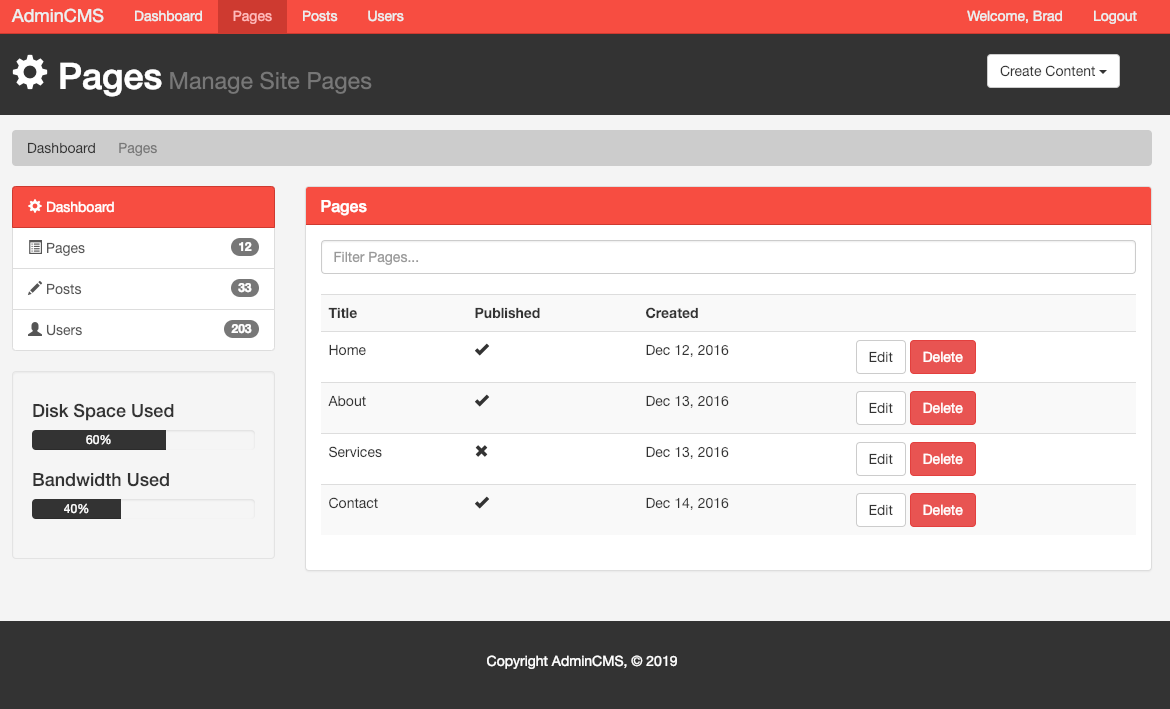 AdminCMS Dashboard Pages Posts Users Welcome, Brad Logout
Pages Manage Site Pages Create Content
Dashboard Pages
Dashboard
Pages 12
Posts 33
Users 203
Disk Space Used
60%
Bandwidth Used
40%
Pages
Filter Pages...
Title Published Created
Home Dec 12, 2016 Edit Delete
About Dec 13, 2016 Edit Delete
Services Dec 13, 2016 Edit Delete
Contact Dec 14, 2016 Edit Delete
Copyright AdminCMS, © 2019